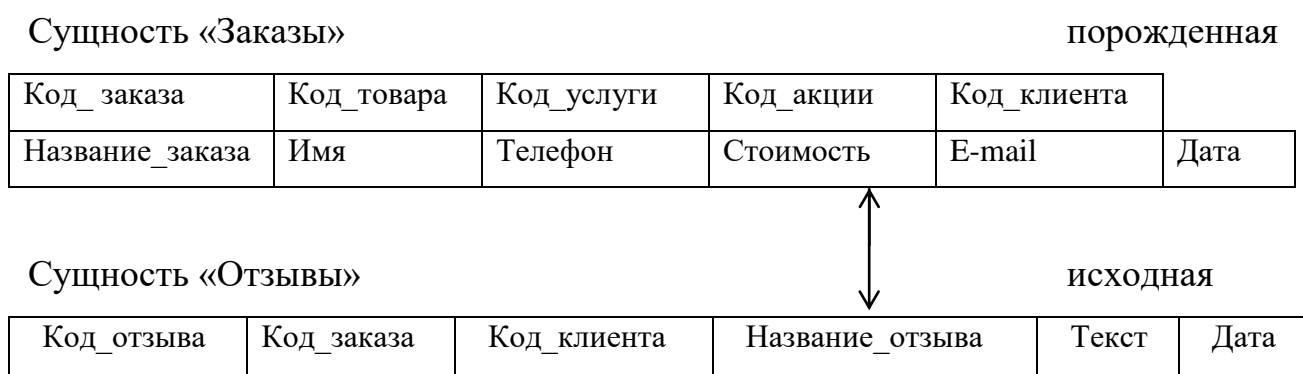 Сущность «Заказы» порожденная
Код_ заказа Код_товара Код_услуги Код_акции Код_клиента
Название_заказа Имя Телефон Стоимость E-mail Дата
Сущность «Отзывы» исходная
Код_отзыва Код_заказа Код_клиента Название_отзыва Текст Дата